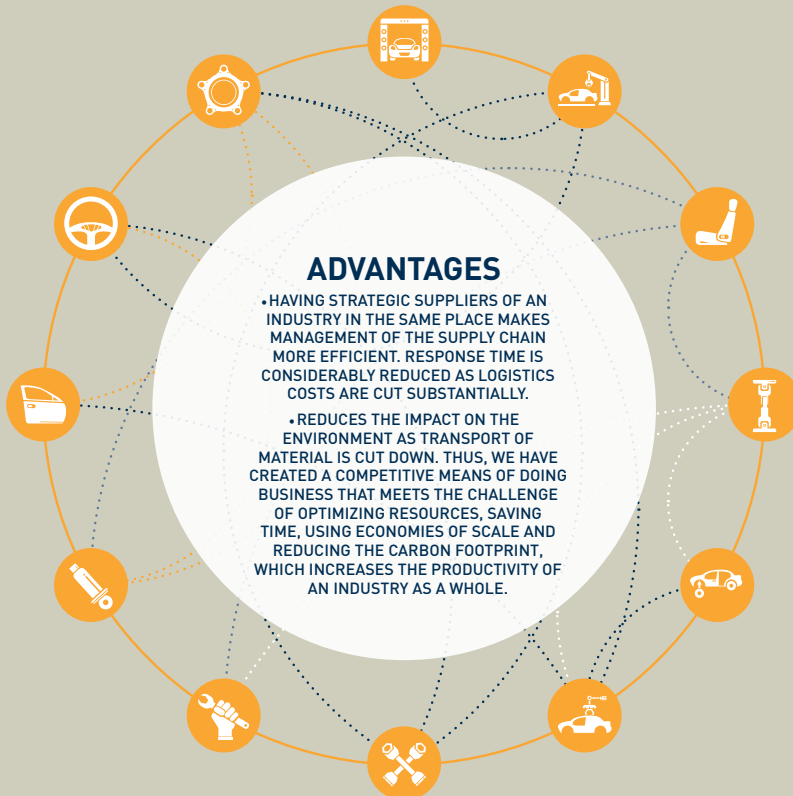 ADVANTAGES
•HAVING STRATEGIC SUPPLIERS OF AN
INDUSTRY IN THE SAME PLACE MAKES
MANAGEMENT OF THE SUPPLY CHAIN
MORE EFFICIENT. RESPONSE TIME IS
CONSIDERABLY REDUCED AS LOGISTICS
COSTS ARE CUT SUBSTANTIALLY.
•REDUCES THE IMPACT ON THE
ENVIRONMENT AS TRANSPORT OF
MATERIAL IS CUT DOWN. THUS, WE HAVE
CREATED A COMPETITIVE MEANS OF DOING
BUSINESS THAT MEETS THE CHALLENGE
OF OPTIMIZING RESOURCES, SAVING
TIME, USING ECONOMIES OF SCALE AND
REDUCING THE CARBON FOOTPRINT,
WHICH INCREASES THE PRODUCTIVITY OF
AN INDUSTRY AS A WHOLE.